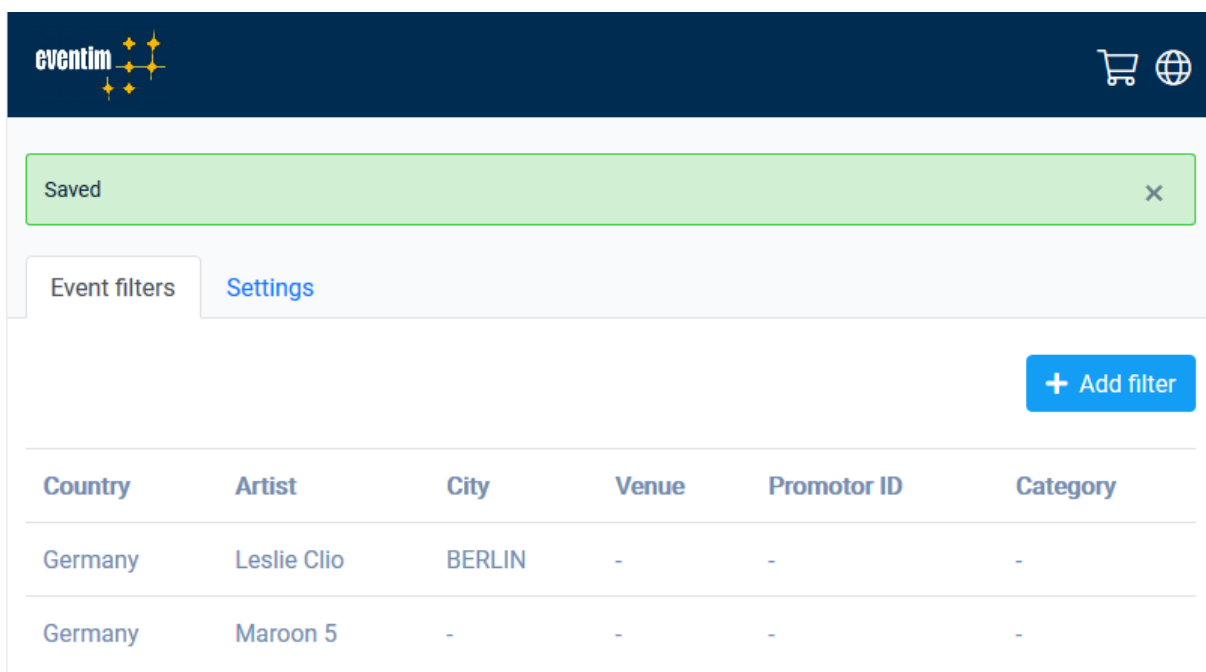 eventim
Saved
Event filters Settings
Add filter
Country Artist City Venue Promotor ID Category
Germany Leslie Clio BERLIN - - -
Germany Maroon 5 - - - -